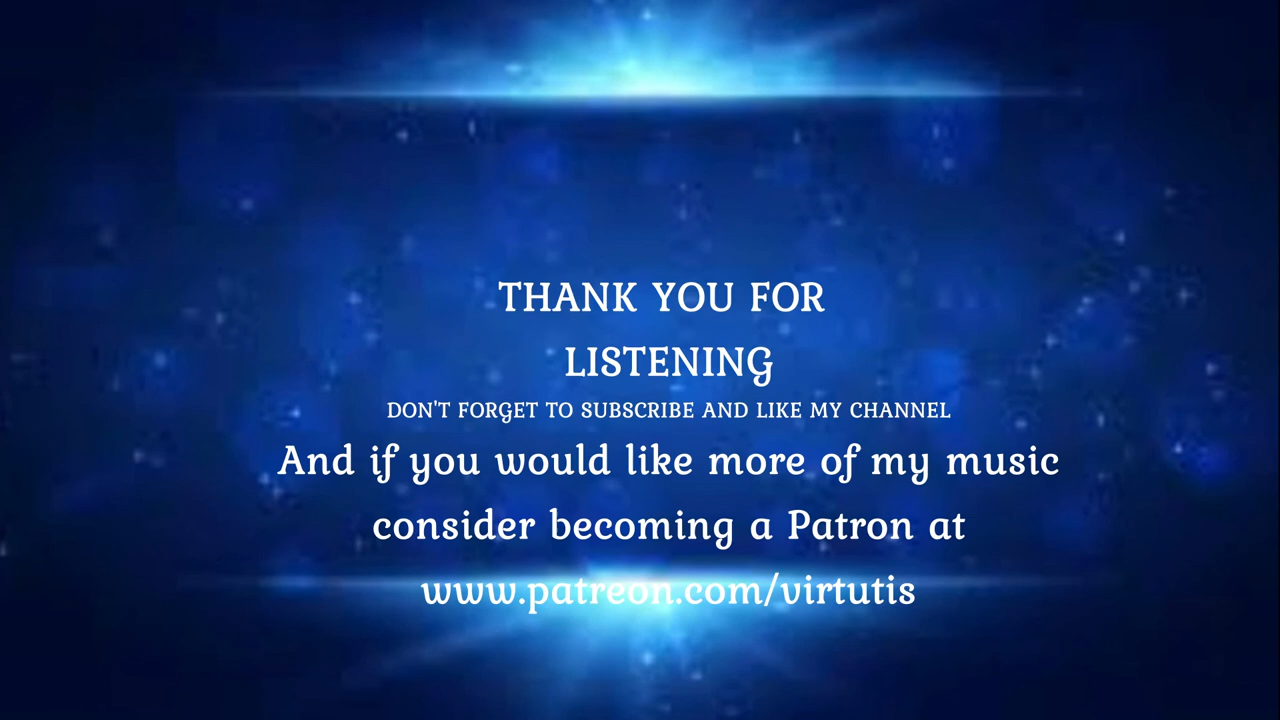 THANK YOU FOR
LISTENING
DON'T FORGET TO SUBSCRIBE AND LIKE MY CHANNEL
And if you would like more of my music
consider becoming a Patron at
www.patreon.com/virtutis